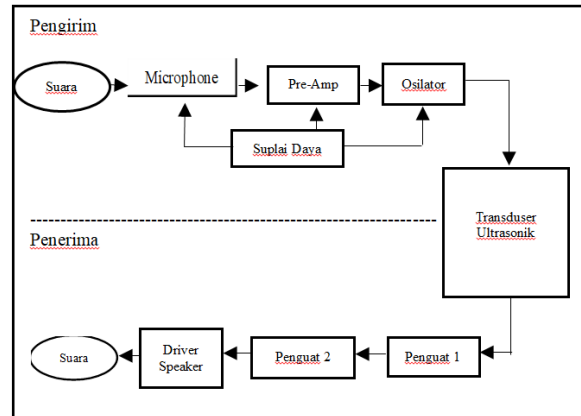 Pengirim
Suara
Microphone
Pre-Amp
Osilator
Suplai Daya
Transduser
Ultrasonik
Penerima
Suara
Driver
Speaker
Penguat 2
Penguat 1